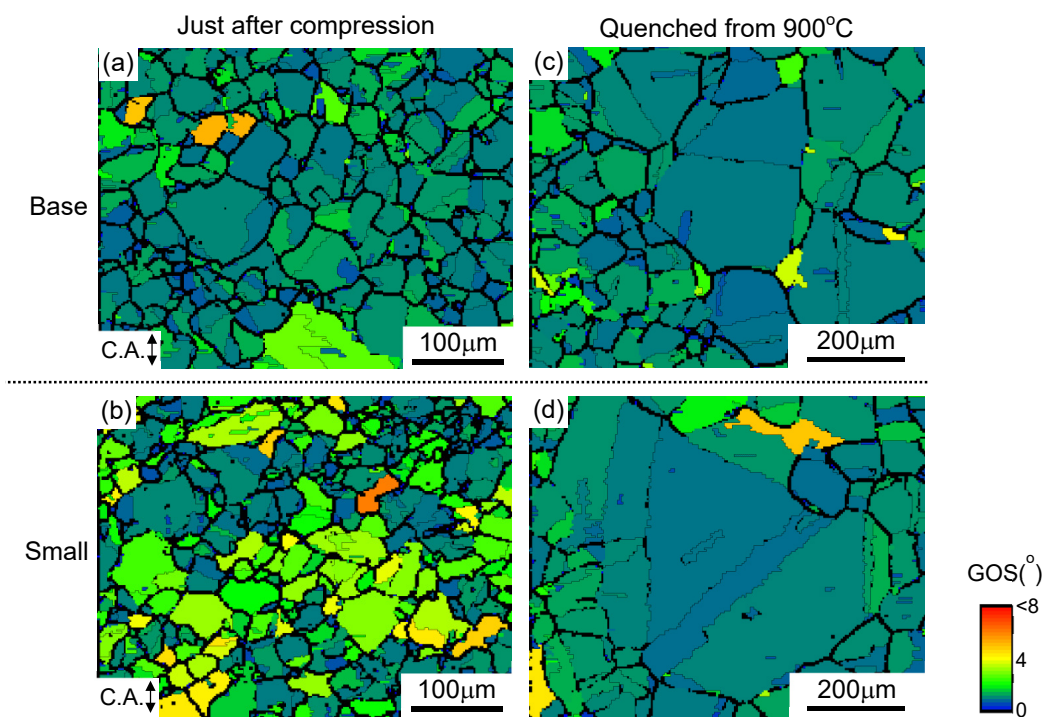 Just after compression
Quenched from 900°C
(a)
(c)
Base
C.A.
100μm
200μm
(b)
(d)
Small
GOS(°)
<8
4
0
C.A.
100μm
200μm